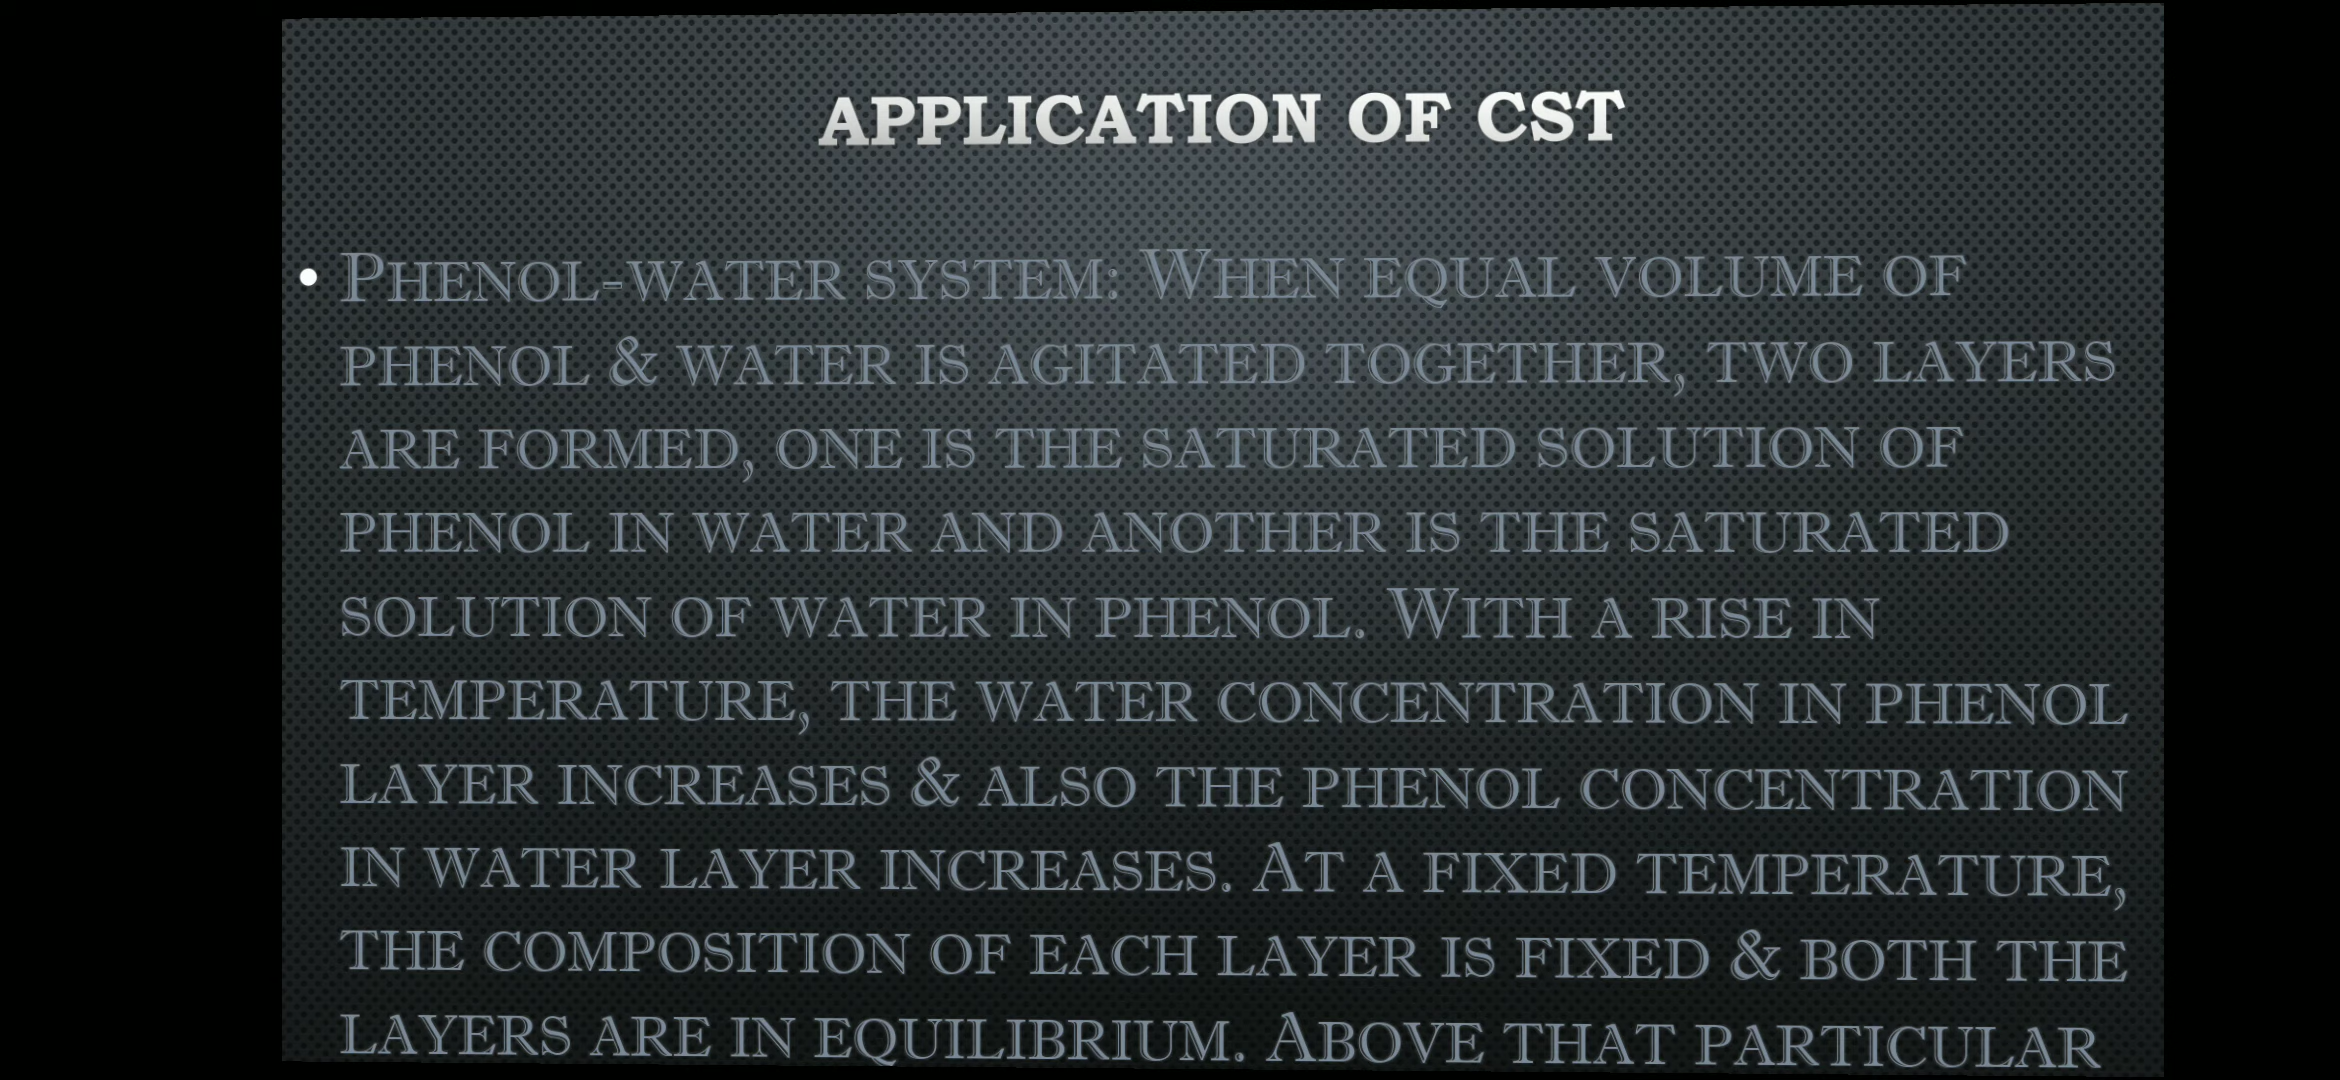 APPLICATION OF CST
• PHENOL-WATER SYSTEM: WHEN EQUAL VOLUME OF
PHENOL & WATER IS AGITATED TOGETHER, TWO LAYERS
ARE FORMED, ONE IS THE SATURATED SOLUTION OF
PHENOL IN WATER AND ANOTHER IS THE SATURATED
SOLUTION OF WATER IN PHENOL. WITH A RISE IN
TEMPERATURE, THE WATER CONCENTRATION IN PHENOL
LAYER INCREASES & ALSO THE PHENOL CONCENTRATION
IN WATER LAYER INCREASES. AT A FIXED TEMPERATURE,
THE COMPOSITION OF EACH LAYER IS FIXED & BOTH THE
LAYERS ARE IN EQUILIBRIUM. ABOVE THAT PARTICULAR